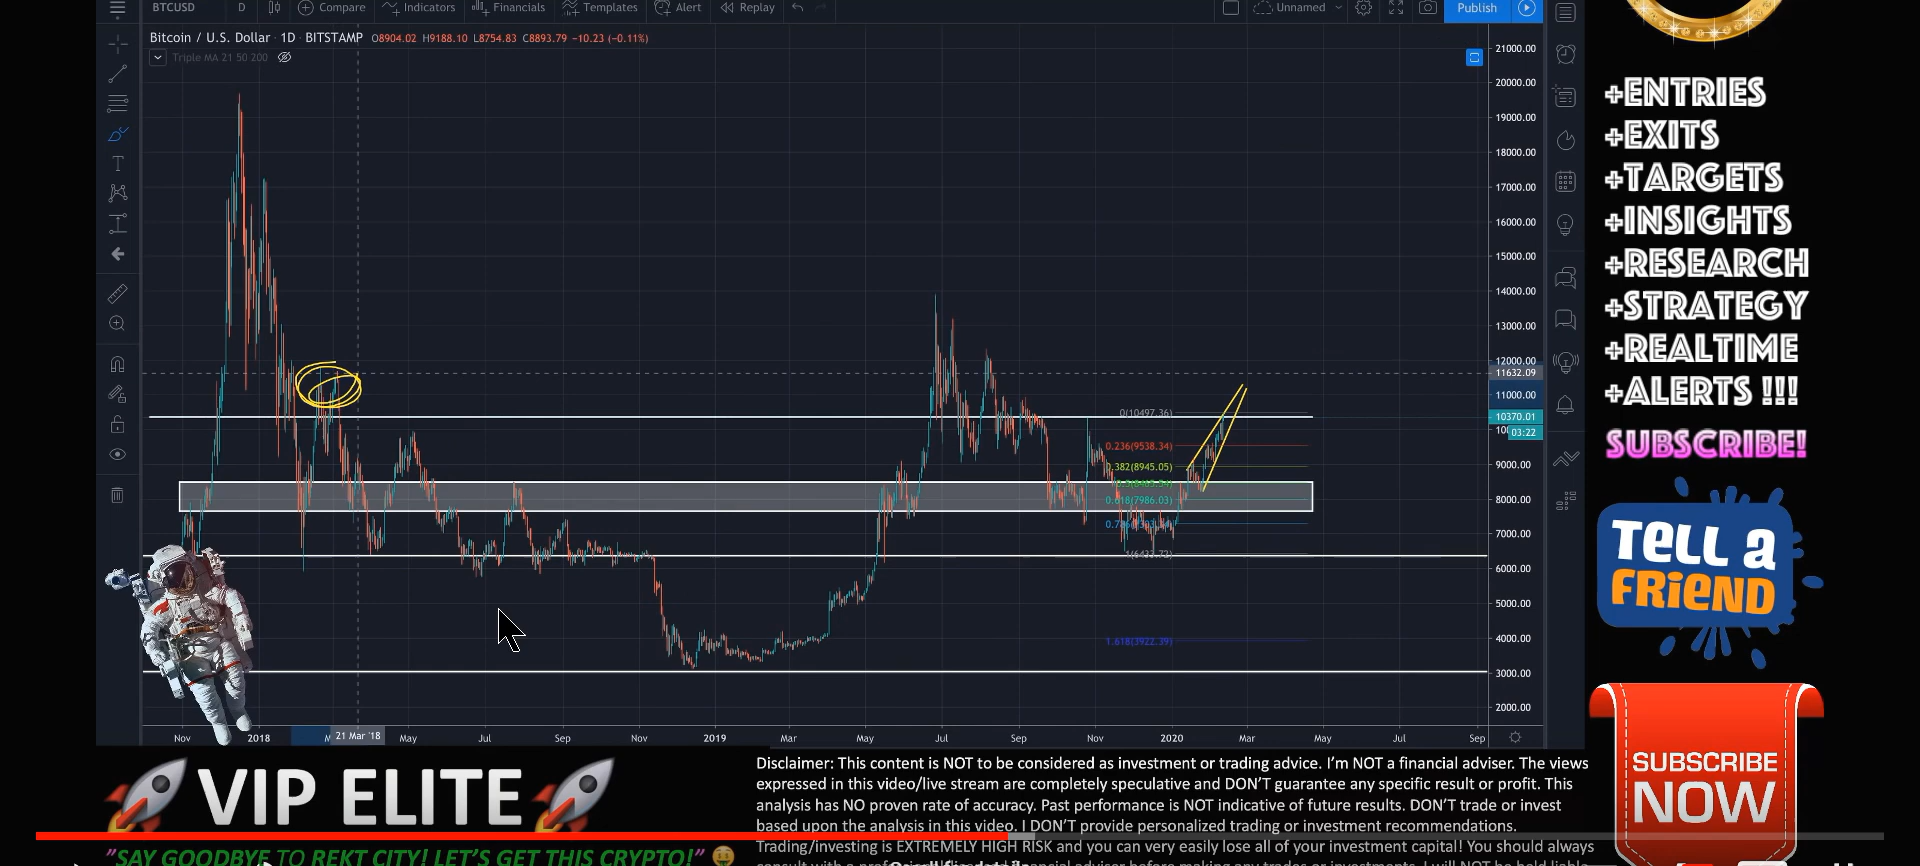 BTCUSD D Compare Indicators Financials Templates Alert Replay Unnamed Publish
Bitcoin / U.S. Dollar · 1D · BITSTAMP O8904.02 H9188.10 L8754.83 C8893.79 −10.23 (−0.11%)
Triple MA 21 50 200
21000.00
20000.00
19000.00
18000.00
17000.00
16000.00
15000.00
14000.00
13000.00
12000.00
11632.09
11000.00
10370.01
03:22
9000.00
8000.00
7000.00
6000.00
5000.00
4000.00
3000.00
2000.00
0(10497.36)
0.236(9538.34)
0.382(8945.05)
0.618(7986.03)
1(6433.72)
1.618(3922.39)
Nov 2018 21 Mar '18 May Jul Sep Nov 2019 Mar May Jul Sep Nov 2020 Mar May Jul Sep
+ENTRIES
+EXITS
+TARGETS
+INSIGHTS
+RESEARCH
+STRATEGY
+REALTIME
+ALERTS !!!
SUBSCRIBE!
TELL A
FRIEND
SUBSCRIBE
NOW
VIP ELITE
"SAY GOODBYE TO REKT CITY! LET'S GET THIS CRYPTO!"
Disclaimer: This content is NOT to be considered as investment or trading advice. I'm NOT a financial adviser. The views
expressed in this video/live stream are completely speculative and DON'T guarantee any specific result or profit. This
analysis has NO proven rate of accuracy. Past performance is NOT indicative of future results. DON'T trade or invest
based upon the analysis in this video. I DON'T provide personalized trading or investment recommendations.
Trading/investing is EXTREMELY HIGH RISK and you can very easily lose all of your investment capital! You should always